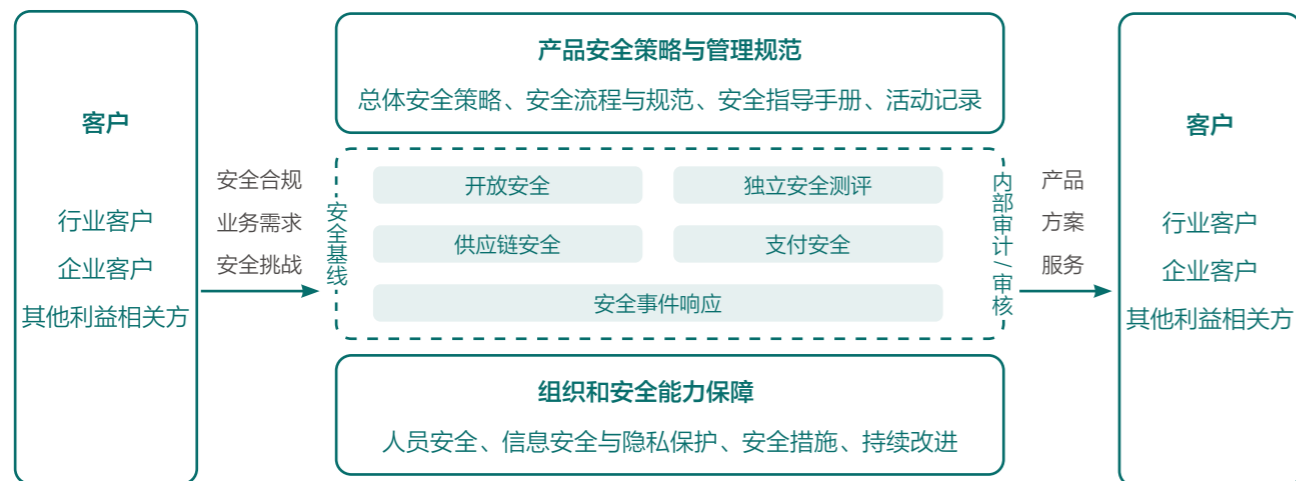 客户
行业客户
企业客户
其他利益相关方
安全合规
业务需求
安全挑战
产品安全策略与管理规范
总体安全策略、安全流程与规范、安全指导手册、活动记录
安全基线
开放安全
独立安全测评
供应链安全
支付安全
安全事件响应
内部审计/审核
组织和安全能力保障
人员安全、信息安全与隐私保护、安全措施、持续改进
产品
方案
服务
客户
行业客户
企业客户
其他利益相关方